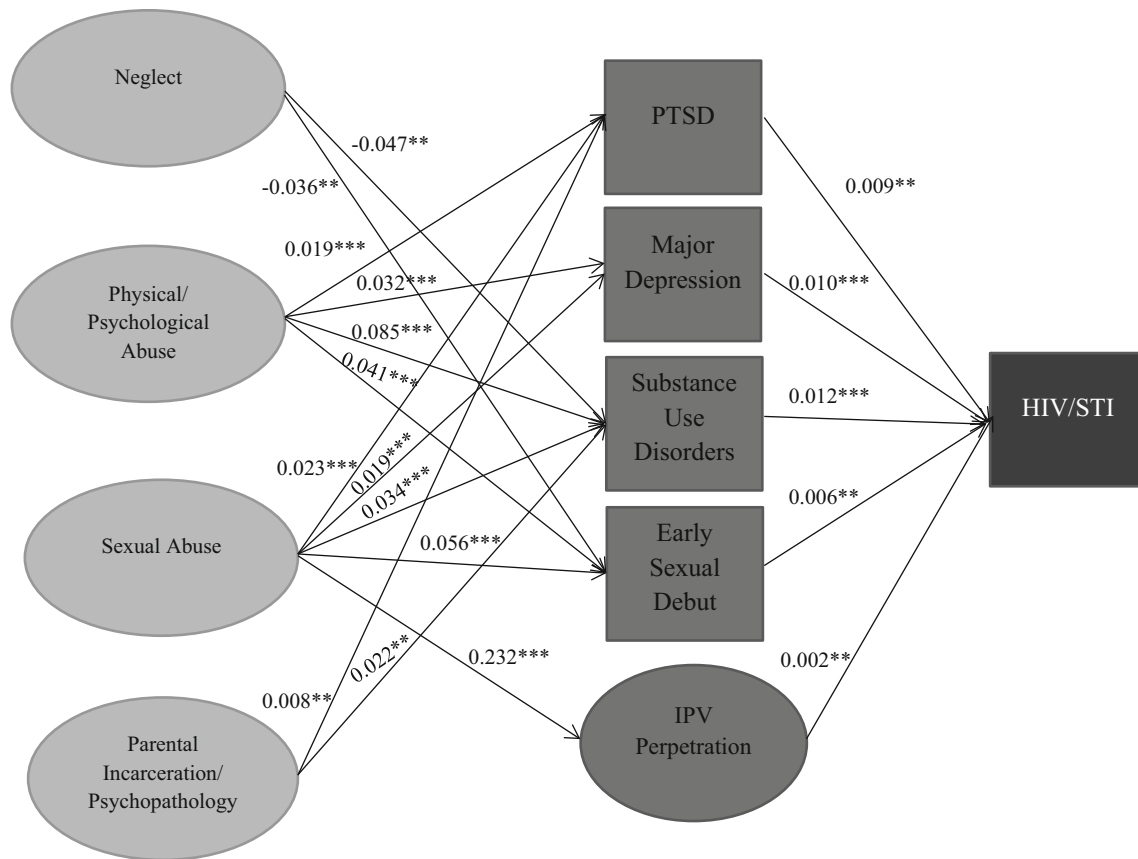 Neglect
PTSD
-0.047**
-0.036**
0.009**
0.019***
Major
Depression
Physical/
Psychological
Abuse
0.032***
0.010***
0.085***
0.041***
Substance
Use
Disorders
0.012***
HIV/STI
0.023***
0.019***
0.034***
0.006**
Sexual Abuse
0.056***
Early
Sexual
Debut
0.232***
0.022**
0.002**
0.008**
IPV
Perpetration
Parental
Incarceration/
Psychopathology